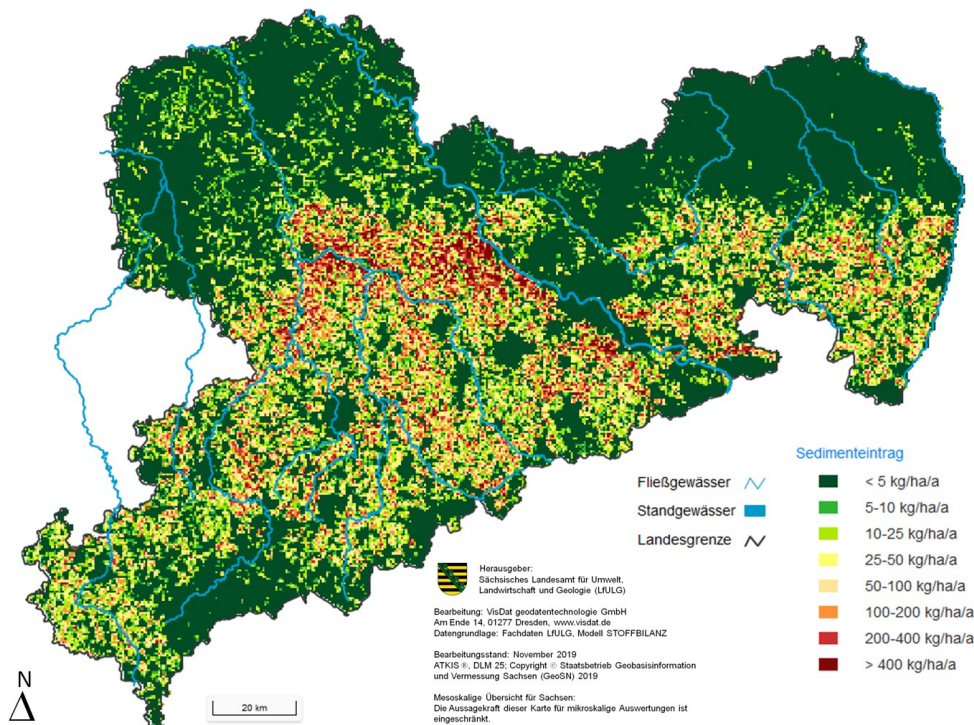 Sedimenteintrag
< 5 kg/ha/a
5-10 kg/ha/a
10-25 kg/ha/a
25-50 kg/ha/a
50-100 kg/ha/a
100-200 kg/ha/a
200-400 kg/ha/a
> 400 kg/ha/a
Fließgewässer
Standgewässer
Landesgrenze
Herausgeber:
Sächsisches Landesamt für Umwelt,
Landwirtschaft und Geologie (LfULG)
Bearbeitung: VisDat geodatentechnologie GmbH
Am Ende 14, 01277 Dresden, www.visdat.de
Datengrundlage: Fachdaten LfULG, Modell STOFFBILANZ
Bearbeitungsstand: November 2019
ATKIS ®, DLM 25; Copyright © Staatsbetrieb Geobasisinformation
und Vermessung Sachsen (GeoSN) 2019
Mesoskalige Übersicht für Sachsen:
Die Aussagekraft dieser Karte für mikroskalige Auswertungen ist
eingeschränkt.
N
20 km